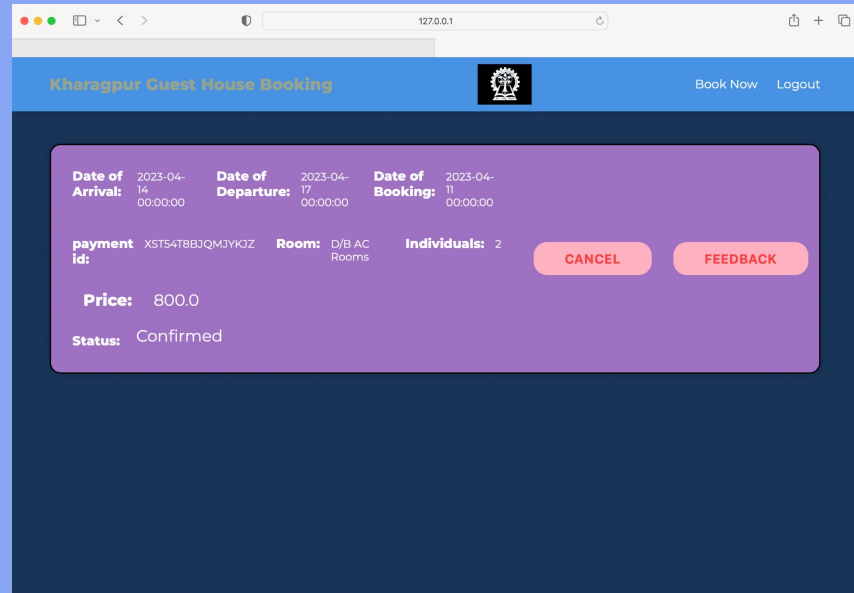 127.0.0.1
Kharagpur Guest House Booking
Book Now Logout
Date of Arrival: 2023-04-14 00:00:00 Date of Departure: 2023-04-17 00:00:00 Date of Booking: 2023-04-11 00:00:00
payment id: XST54T8BJQMJYKJZ Room: D/B AC Rooms Individuals: 2
CANCEL FEEDBACK
Price: 800.0
Status: Confirmed